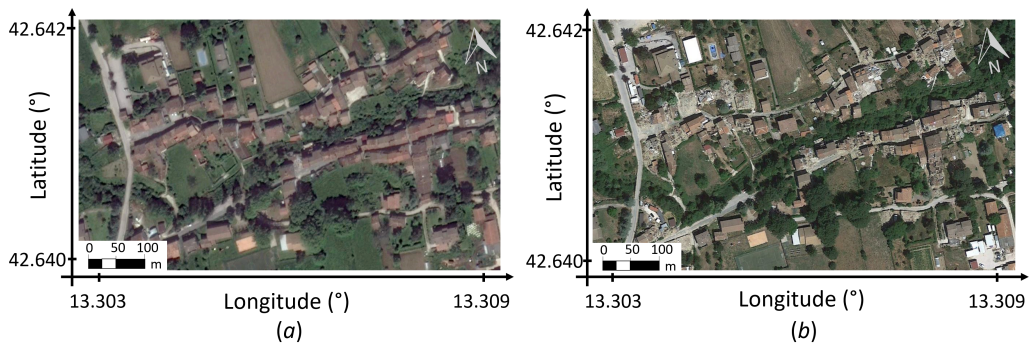 42.642
N
Latitude (°)
0 50 100
m
42.640
13.303
Longitude (°)
13.309
(a)
42.642
N
Latitude (°)
0 50 100
m
42.640
13.303
Longitude (°)
13.309
(b)